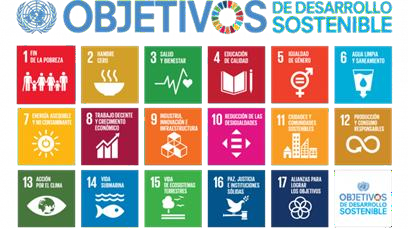 OBJETIVOS DE DESARROLLO SOSTENIBLE
1 FIN DE LA POBREZA
2 HAMBRE CERO
3 SALUD Y BIENESTAR
4 EDUCACIÓN DE CALIDAD
5 IGUALDAD DE GÉNERO
6 AGUA LIMPIA Y SANEAMIENTO
7 ENERGÍA ASEQUIBLE Y NO CONTAMINANTE
8 TRABAJO DECENTE Y CRECIMIENTO ECONÓMICO
9 INDUSTRIA, INNOVACIÓN E INFRAESTRUCTURA
10 REDUCCIÓN DE LAS DESIGUALDADES
11 CIUDADES Y COMUNIDADES SOSTENIBLES
12 PRODUCCIÓN Y CONSUMO RESPONSABLES
13 ACCIÓN POR EL CLIMA
14 VIDA SUBMARINA
15 VIDA DE ECOSISTEMAS TERRESTRES
16 PAZ, JUSTICIA E INSTITUCIONES SÓLIDAS
17 ALIANZAS PARA LOGRAR LOS OBJETIVOS
OBJETIVOS DE DESARROLLO SOSTENIBLE